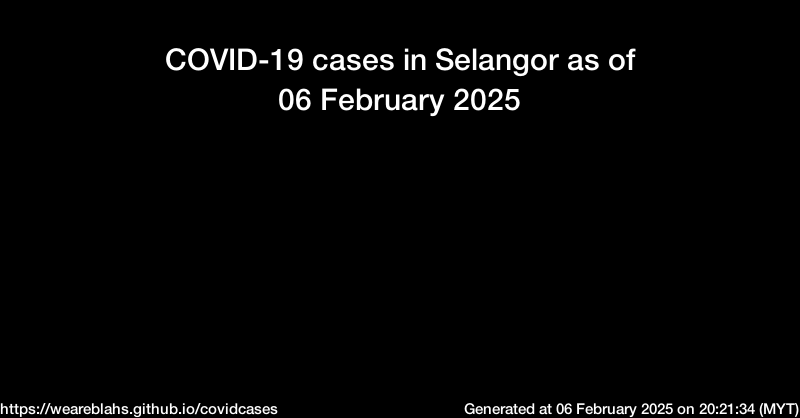 COVID-19 cases in Selangor as of
06 February 2025
https://weareblahs.github.io/covidcases
Generated at 06 February 2025 on 20:21:34 (MYT)